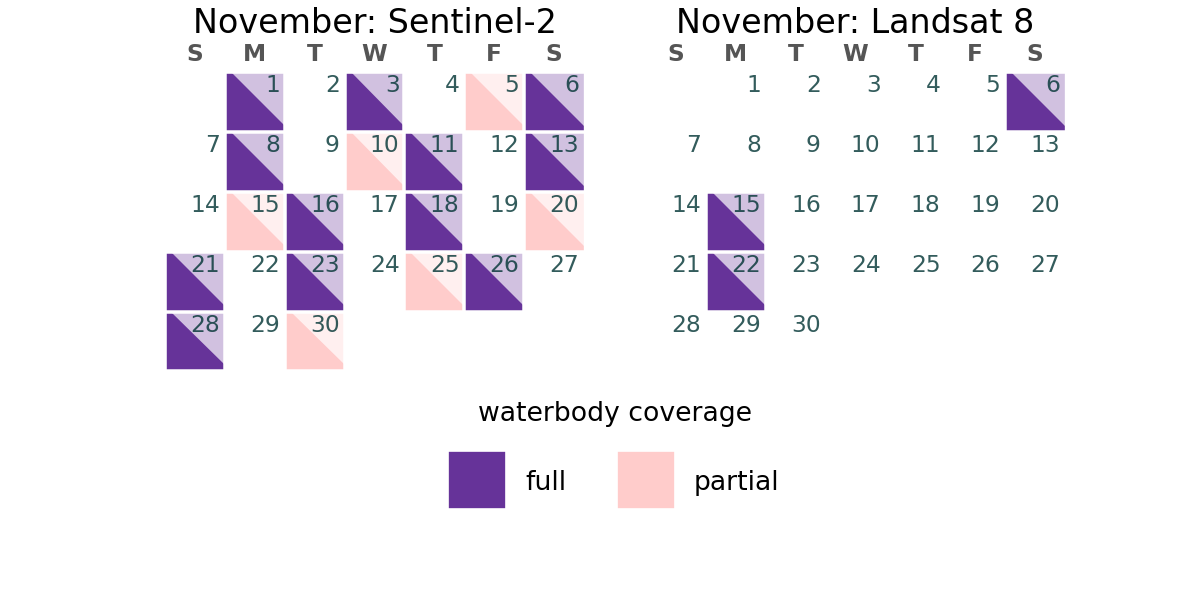 November: Sentinel-2
S M T W T F S
1 2 3 4 5 6
7 8 9 10 11 12 13
14 15 16 17 18 19 20
21 22 23 24 25 26 27
28 29 30
November: Landsat 8
S M T W T F S
1 2 3 4 5 6
7 8 9 10 11 12 13
14 15 16 17 18 19 20
21 22 23 24 25 26 27
28 29 30
waterbody coverage
full partial